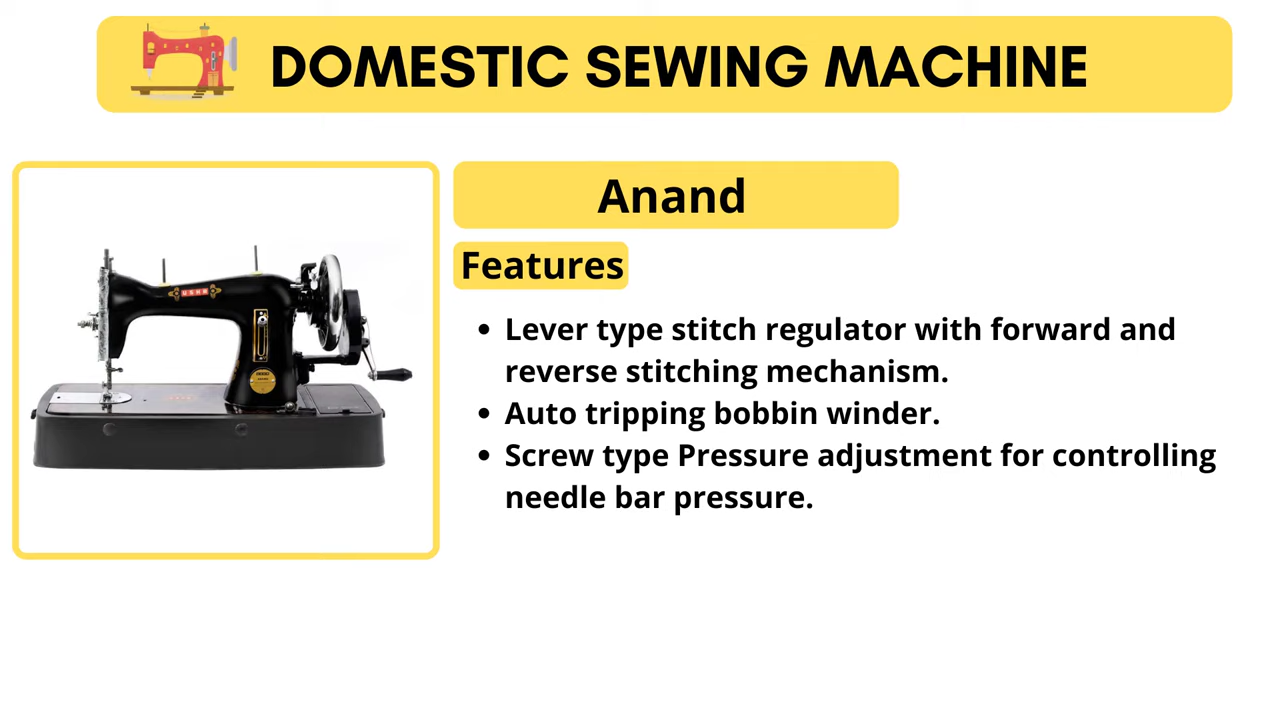 DOMESTIC SEWING MACHINE
Anand
Features
• Lever type stitch regulator with forward and
reverse stitching mechanism.
• Auto tripping bobbin winder.
• Screw type Pressure adjustment for controlling
needle bar pressure.
USHA